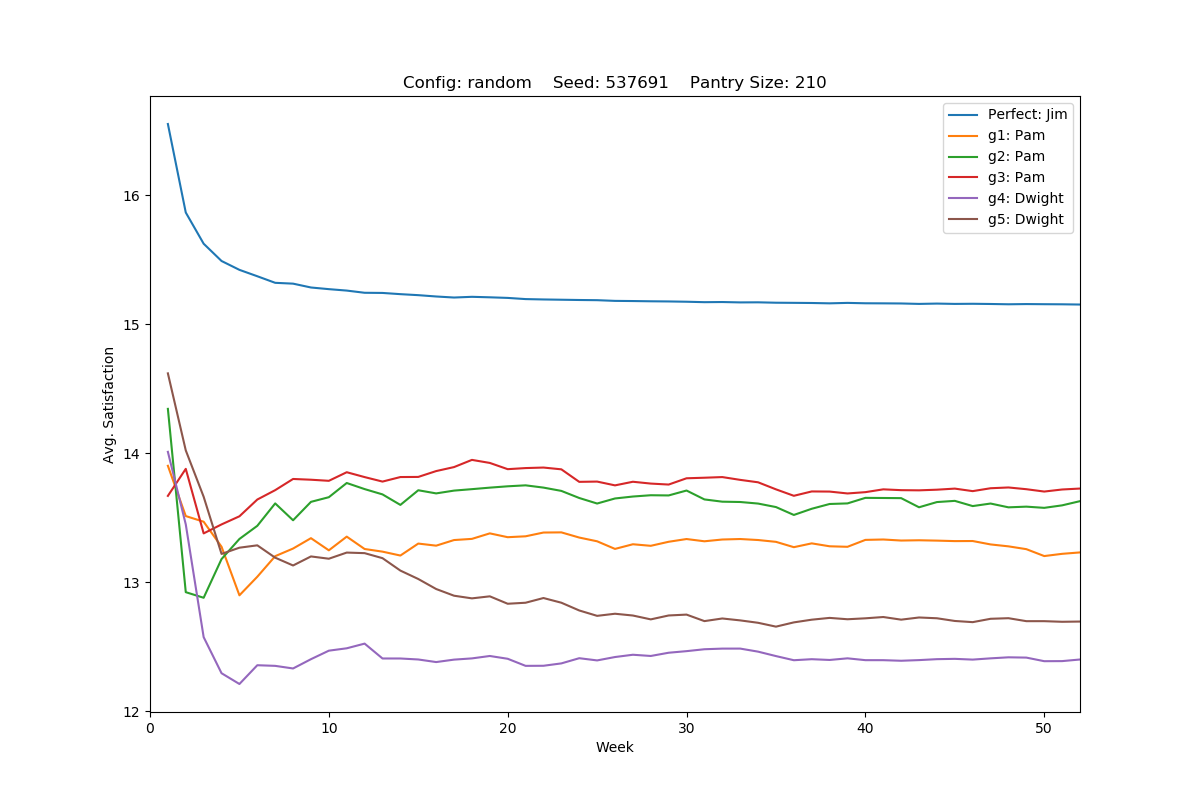 Config: random    Seed: 537691    Pantry Size: 210
Perfect: Jim
g1: Pam
g2: Pam
g3: Pam
g4: Dwight
g5: Dwight
Avg. Satisfaction
16
15
14
13
12
0 10 20 30 40 50
Week